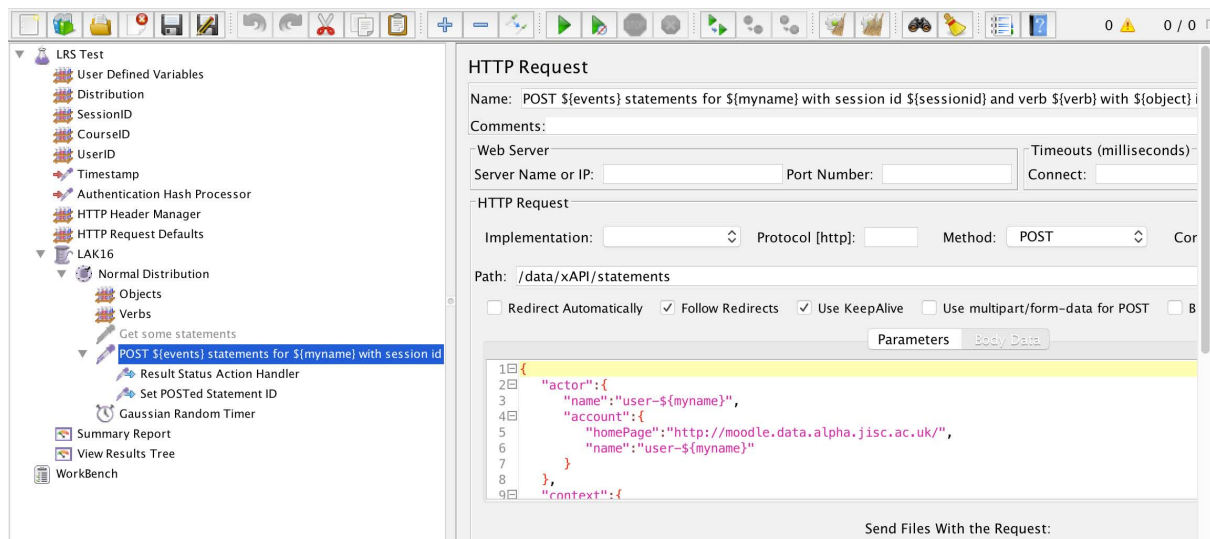 0 0 / 0
LRS Test
User Defined Variables
Distribution
SessionID
CourseID
UserID
Timestamp
Authentication Hash Processor
HTTP Header Manager
HTTP Request Defaults
LAK16
Normal Distribution
Objects
Verbs
Get some statements
POST ${events} statements for ${myname} with session id
Result Status Action Handler
Set POSTed Statement ID
Gaussian Random Timer
Summary Report
View Results Tree
WorkBench
HTTP Request
Name: POST ${events} statements for ${myname} with session id ${sessionid} and verb ${verb} with ${object} i
Comments:
Web Server
Timeouts (milliseconds)
Server Name or IP: Port Number: Connect:
HTTP Request
Implementation: Protocol [http]: Method: POST Cor
Path: /data/xAPI/statements
Redirect Automatically Follow Redirects Use KeepAlive Use multipart/form-data for POST B
Parameters Body Data
1 {
2 "actor":{
3 "name":"user-${myname}",
4 "account":{
5 "homePage":"http://moodle.data.alpha.jisc.ac.uk/",
6 "name":"user-${myname}"
7 }
8 },
9 "context":{
Send Files With the Request: